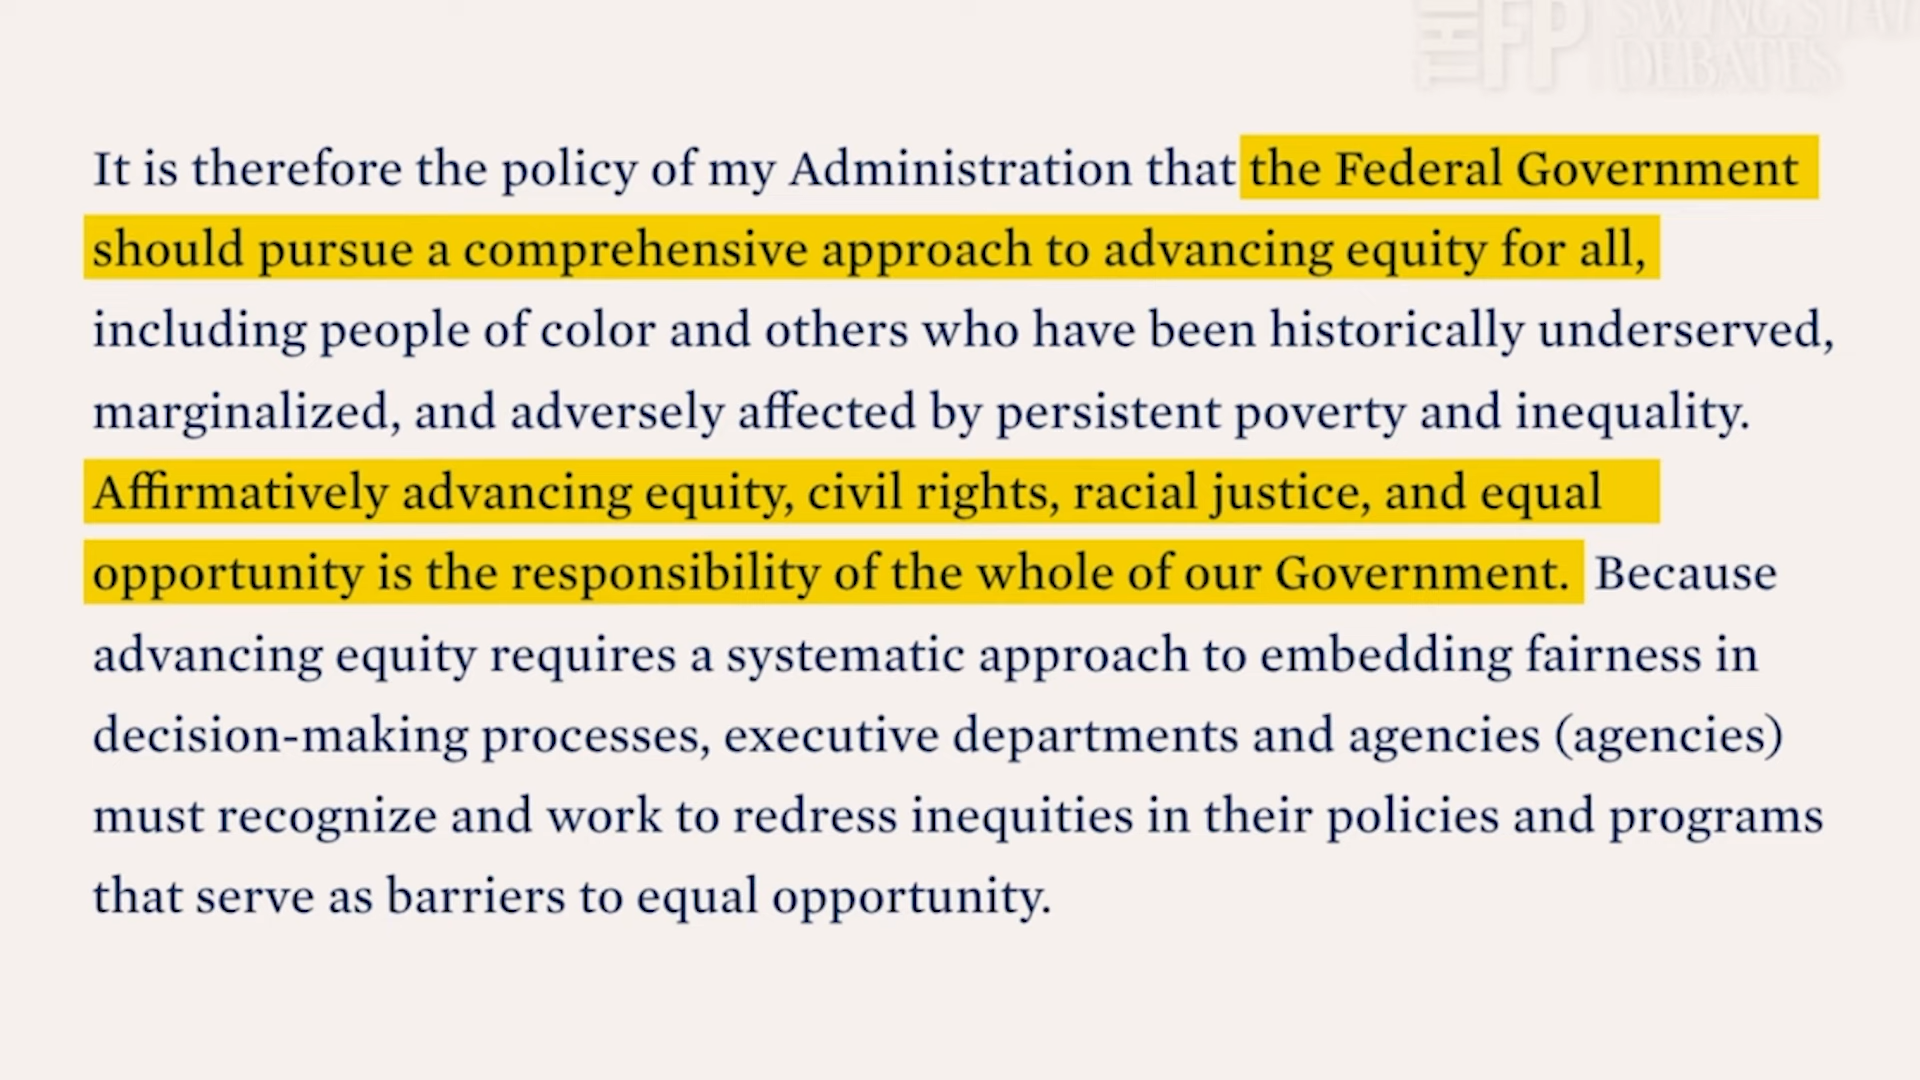 THE FP SWING STATE
DEBATES
It is therefore the policy of my Administration that the Federal Government
should pursue a comprehensive approach to advancing equity for all,
including people of color and others who have been historically underserved,
marginalized, and adversely affected by persistent poverty and inequality.
Affirmatively advancing equity, civil rights, racial justice, and equal
opportunity is the responsibility of the whole of our Government. Because
advancing equity requires a systematic approach to embedding fairness in
decision-making processes, executive departments and agencies (agencies)
must recognize and work to redress inequities in their policies and programs
that serve as barriers to equal opportunity.